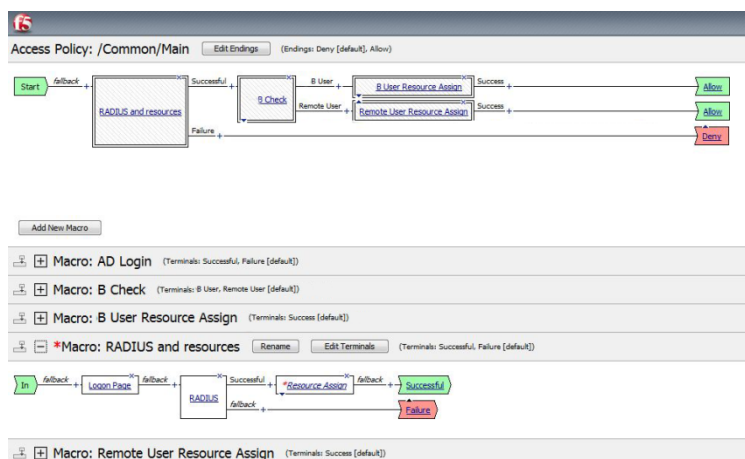 f5
Access Policy: /Common/Main Edit Endings (Endings: Deny [default], Allow)
Start fallback + RADIUS and resources Successful + B Check B User + B User Resource Assign Success + Allow
Remote User + Remote User Resource Assign Success + Allow
Failure + Deny
Add New Macro
+ Macro: AD Login (Terminals: Successful, Failure [default])
+ Macro: B Check (Terminals: B User, Remote User [default])
+ Macro: B User Resource Assign (Terminals: Success [default])
- *Macro: RADIUS and resources Rename Edit Terminals (Terminals: Successful, Failure [default])
In fallback + Logon Page fallback + RADIUS Successful + *Resource Assign fallback + Successful
fallback + Failure
+ Macro: Remote User Resource Assign (Terminals: Success [default])